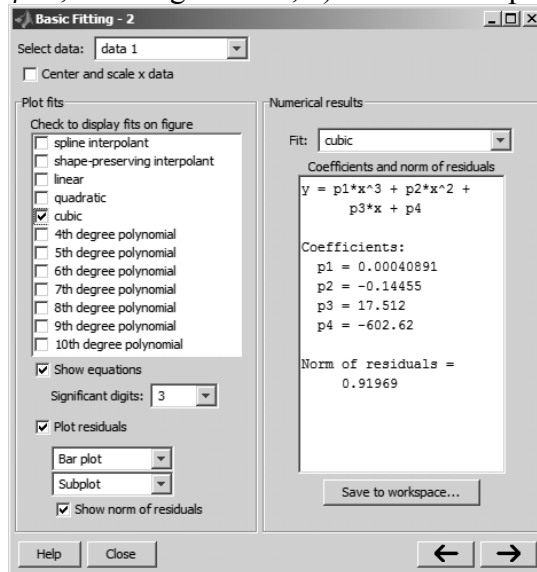 Basic Fitting - 2
Select data: data 1
Center and scale x data
Plot fits
Check to display fits on figure
spline interpolant
shape-preserving interpolant
linear
quadratic
cubic
4th degree polynomial
5th degree polynomial
6th degree polynomial
7th degree polynomial
8th degree polynomial
9th degree polynomial
10th degree polynomial
Show equations
Significant digits: 3
Plot residuals
Bar plot
Subplot
Show norm of residuals
Numerical results
Fit: cubic
Coefficients and norm of residuals
y = p1*x^3 + p2*x^2 +
p3*x + p4
Coefficients:
p1 = 0.00040891
p2 = -0.14455
p3 = 17.512
p4 = -602.62
Norm of residuals =
0.91969
Save to workspace...
Help
Close